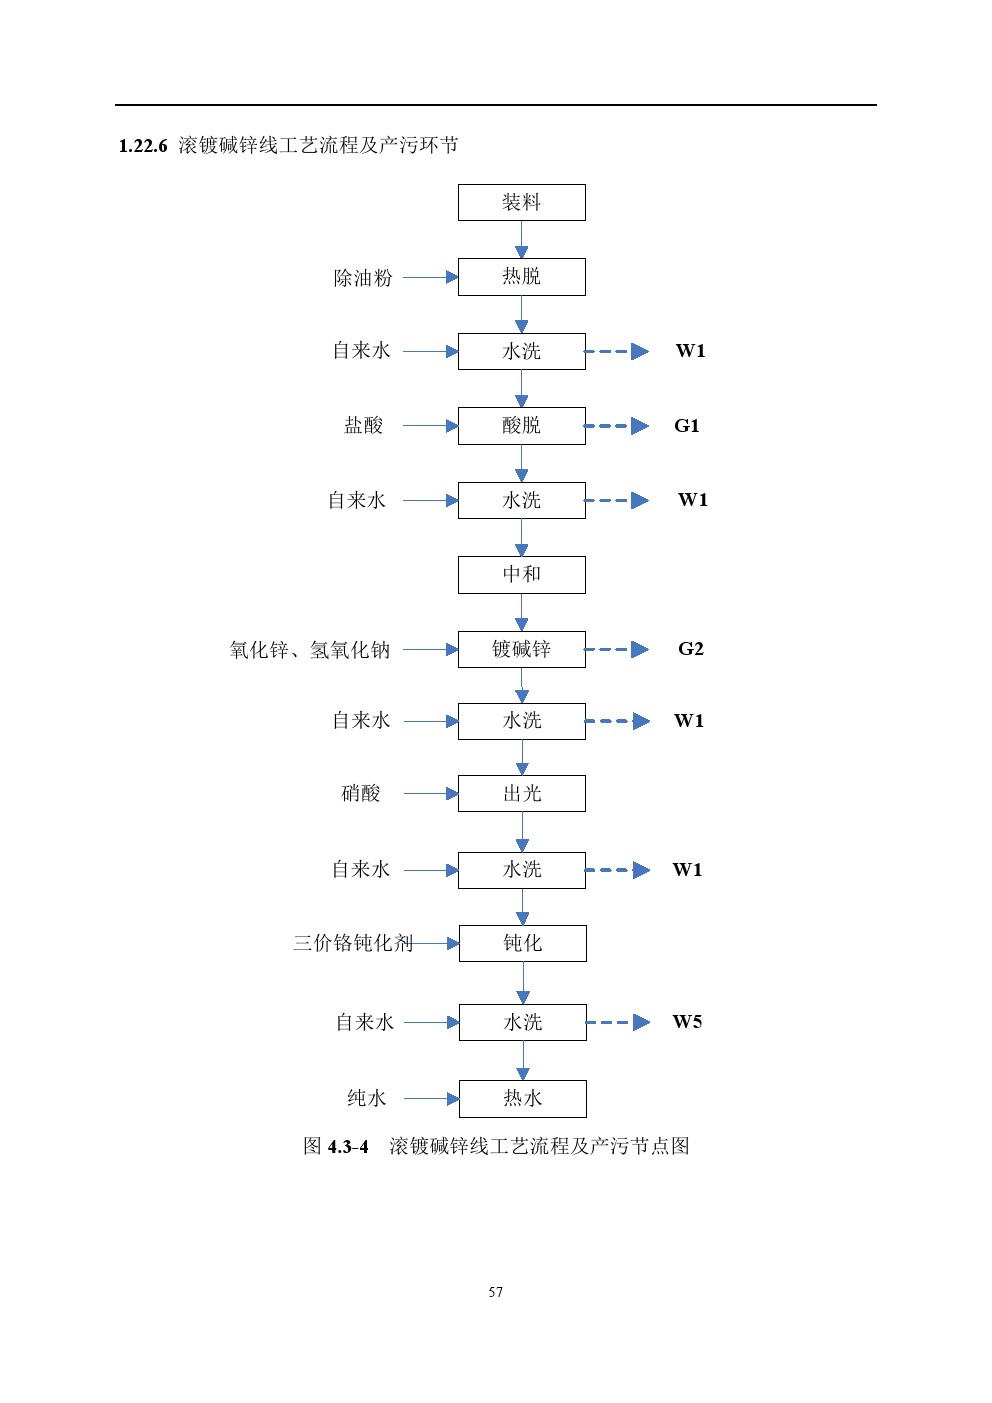 1.22.6 滚镀碱锌线工艺流程及产污环节
装料
除油粉 热脱
自来水 水洗 W1
盐酸 酸脱 G1
自来水 水洗 W1
中和
氧化锌、氢氧化钠 镀碱锌 G2
自来水 水洗 W1
硝酸 出光
自来水 水洗 W1
三价铬钝化剂 钝化
自来水 水洗 W5
纯水 热水
图 4.3-4 滚镀碱锌线工艺流程及产污节点图
57